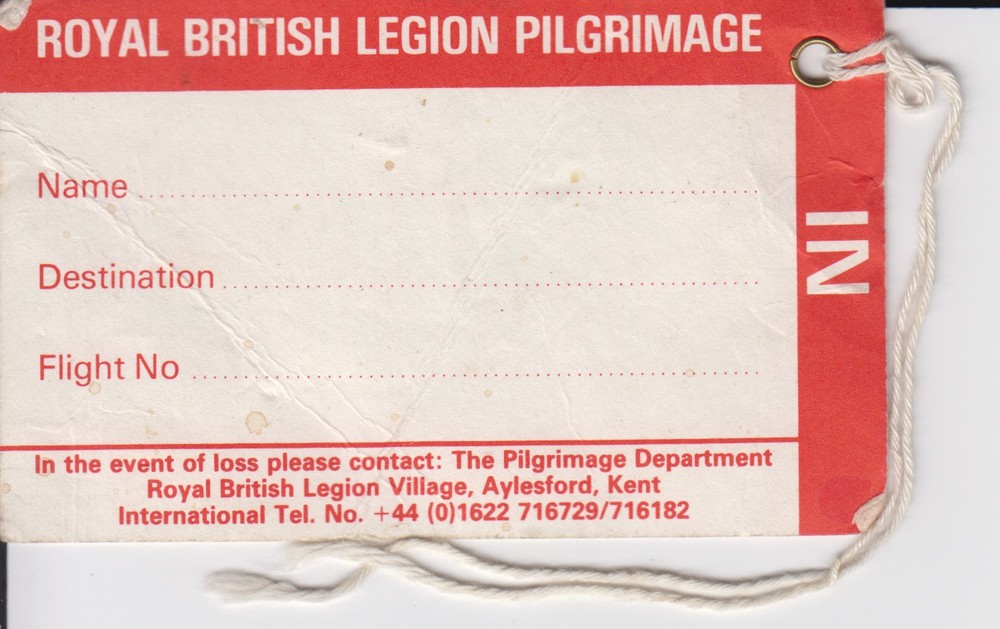 ROYAL BRITISH LEGION PILGRIMAGE
IN
Name
Destination
Flight No
In the event of loss please contact: The Pilgrimage Department
Royal British Legion Village, Aylesford, Kent
International Tel. No. +44 (0)1622 716729/716182